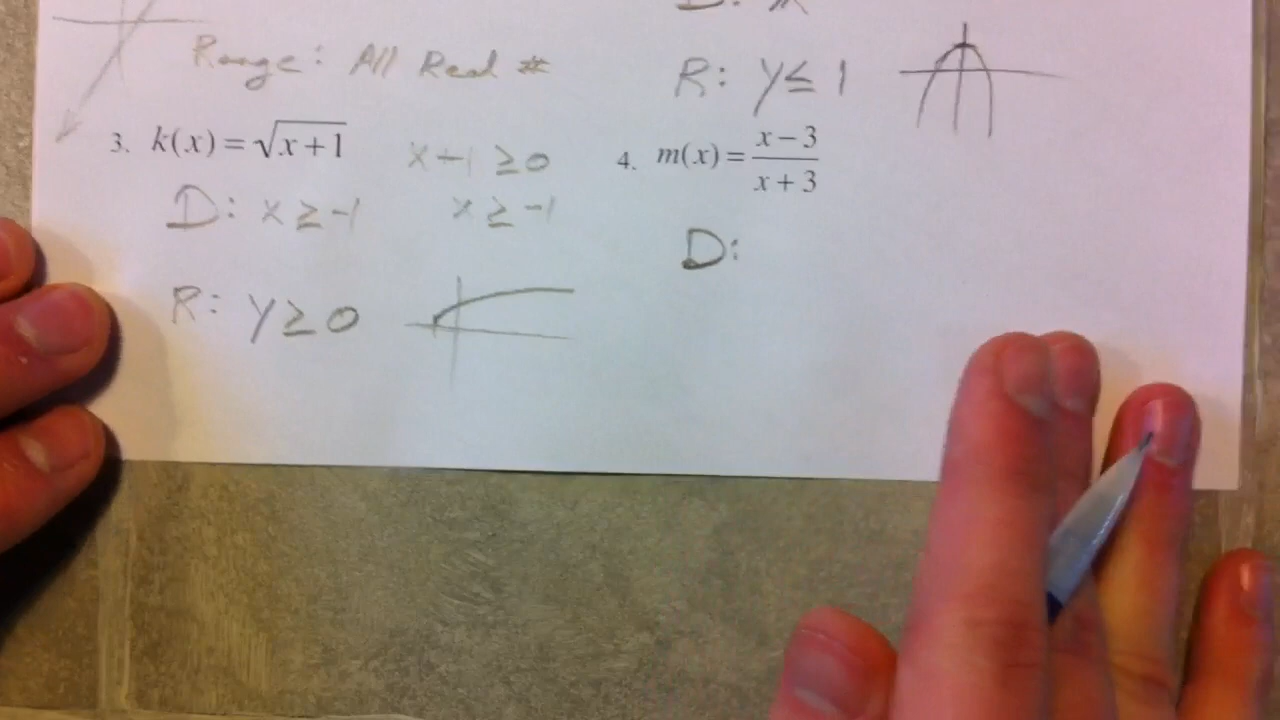 Range: All Real #
R: y ≤ 1
3. k(x) = √(x+1)
x+1 ≥ 0
D: x ≥ -1
x ≥ -1
R: y ≥ 0
4. m(x) = (x-3)/(x+3)
D: